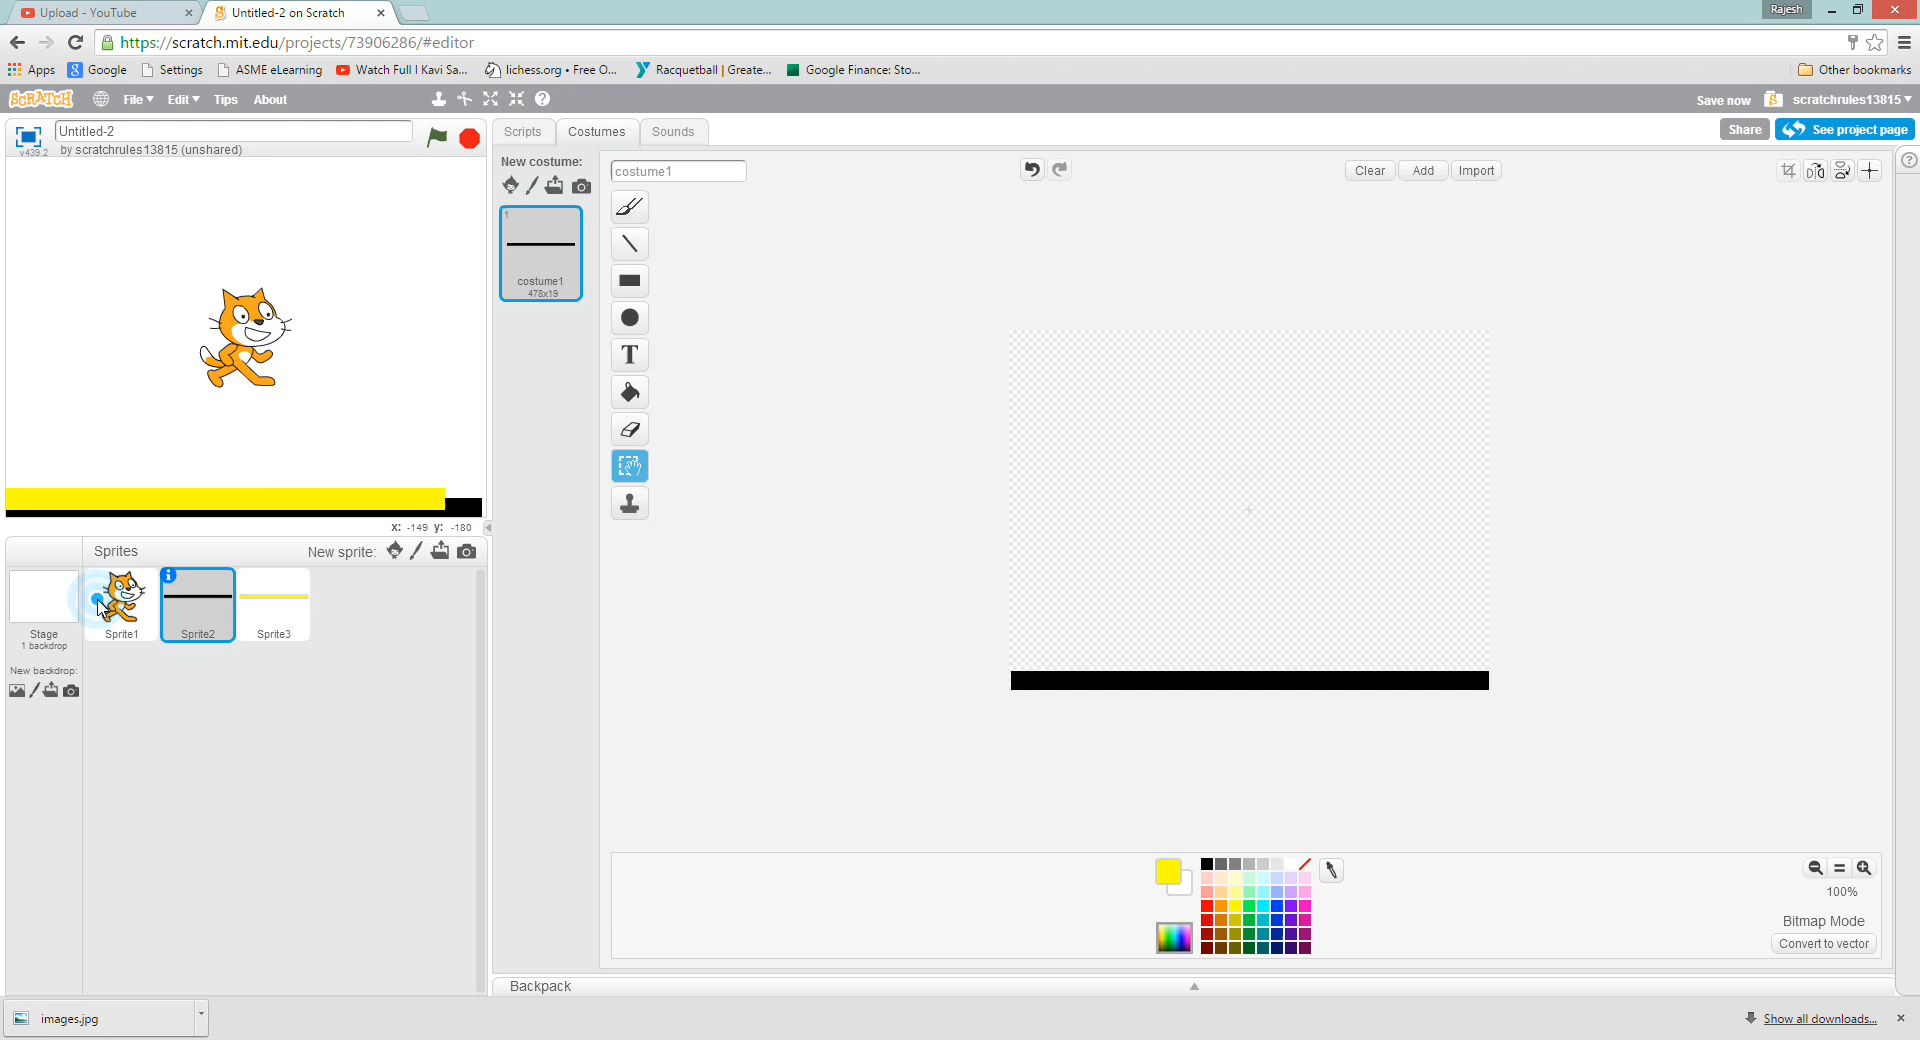 Upload - YouTube
Untitled-2 on Scratch
Rajesh
https://scratch.mit.edu/projects/73906286/#editor
Apps
Google
Settings
ASME eLearning
Watch Full I Kavi Sa...
lichess.org • Free O...
Racquetball | Greate...
Google Finance: Sto...
Other bookmarks
SCRATCH
File
Edit
Tips
About
Save now
scratchrules13815
Untitled-2
by scratchrules13815 (unshared)
v439.2
Scripts
Costumes
Sounds
Share
See project page
New costume:
costume1
Clear
Add
Import
1
costume1
478x19
T
x: -149 y: -180
Sprites
New sprite:
Stage
1 backdrop
New backdrop:
Sprite1
Sprite2
Sprite3
100%
Bitmap Mode
Convert to vector
Backpack
images.jpg
Show all downloads...